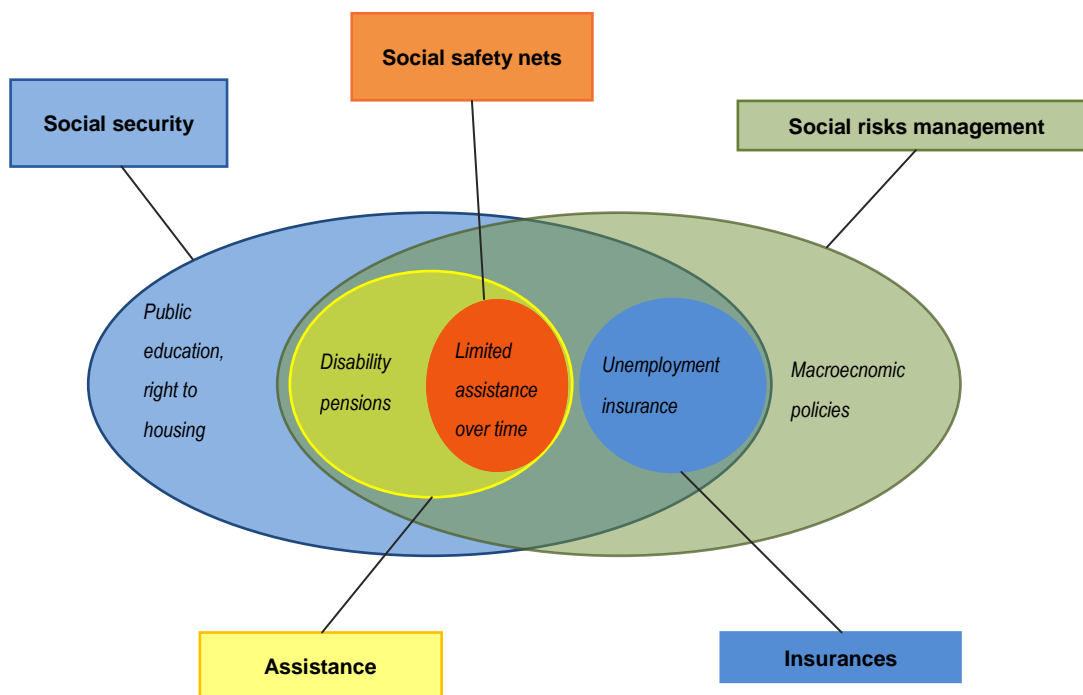 Social safety nets
Social security
Social risks management
Public
education,
right to
housing
Disability
pensions
Limited
assistance
over time
Unemployment
insurance
Macroecnomic
policies
Assistance
Insurances